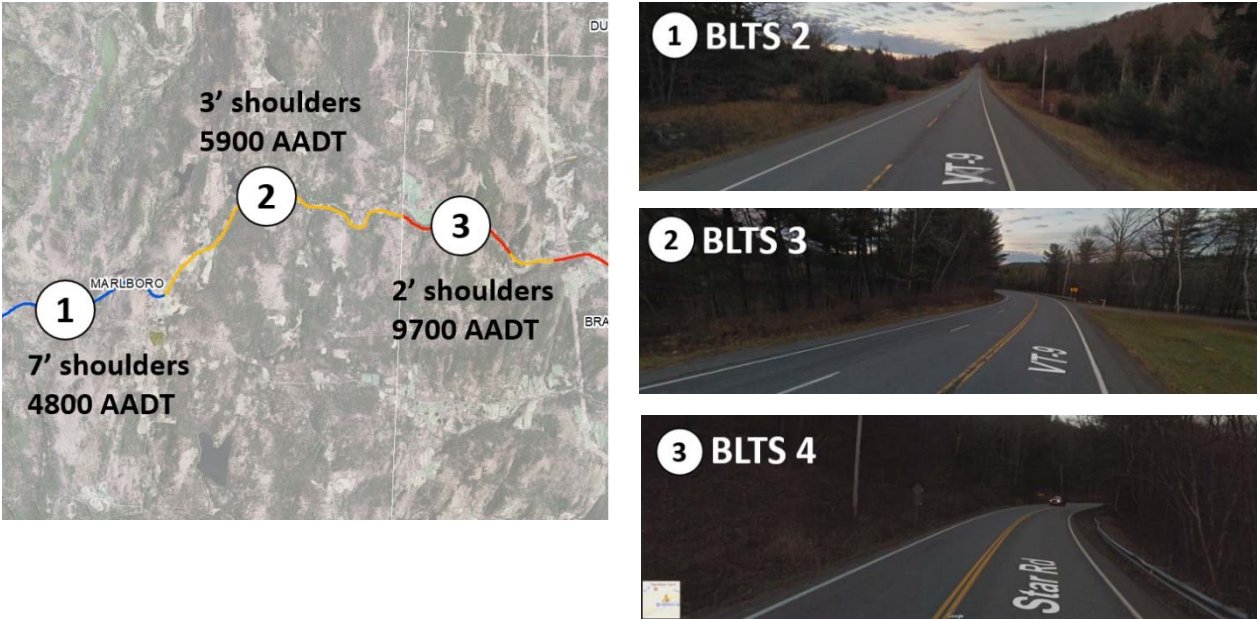 DU
3' shoulders
5900 AADT
2
3
MARLBORO
1
2' shoulders
9700 AADT
BRA
7' shoulders
4800 AADT
1 BLTS 2
VT-9
2 BLTS 3
VT-9
3 BLTS 4
Star Rd
Google